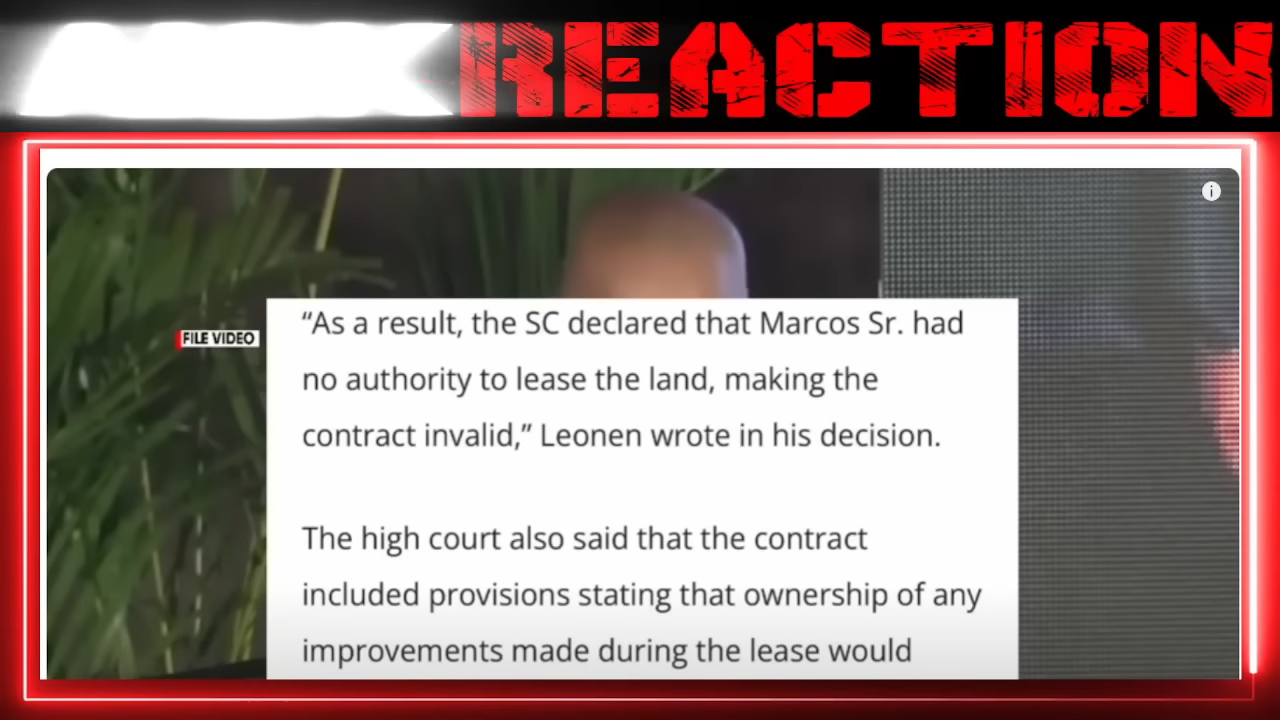 REACTION
FILE VIDEO
“As a result, the SC declared that Marcos Sr. had
no authority to lease the land, making the
contract invalid,” Leonen wrote in his decision.
The high court also said that the contract
included provisions stating that ownership of any
improvements made during the lease would